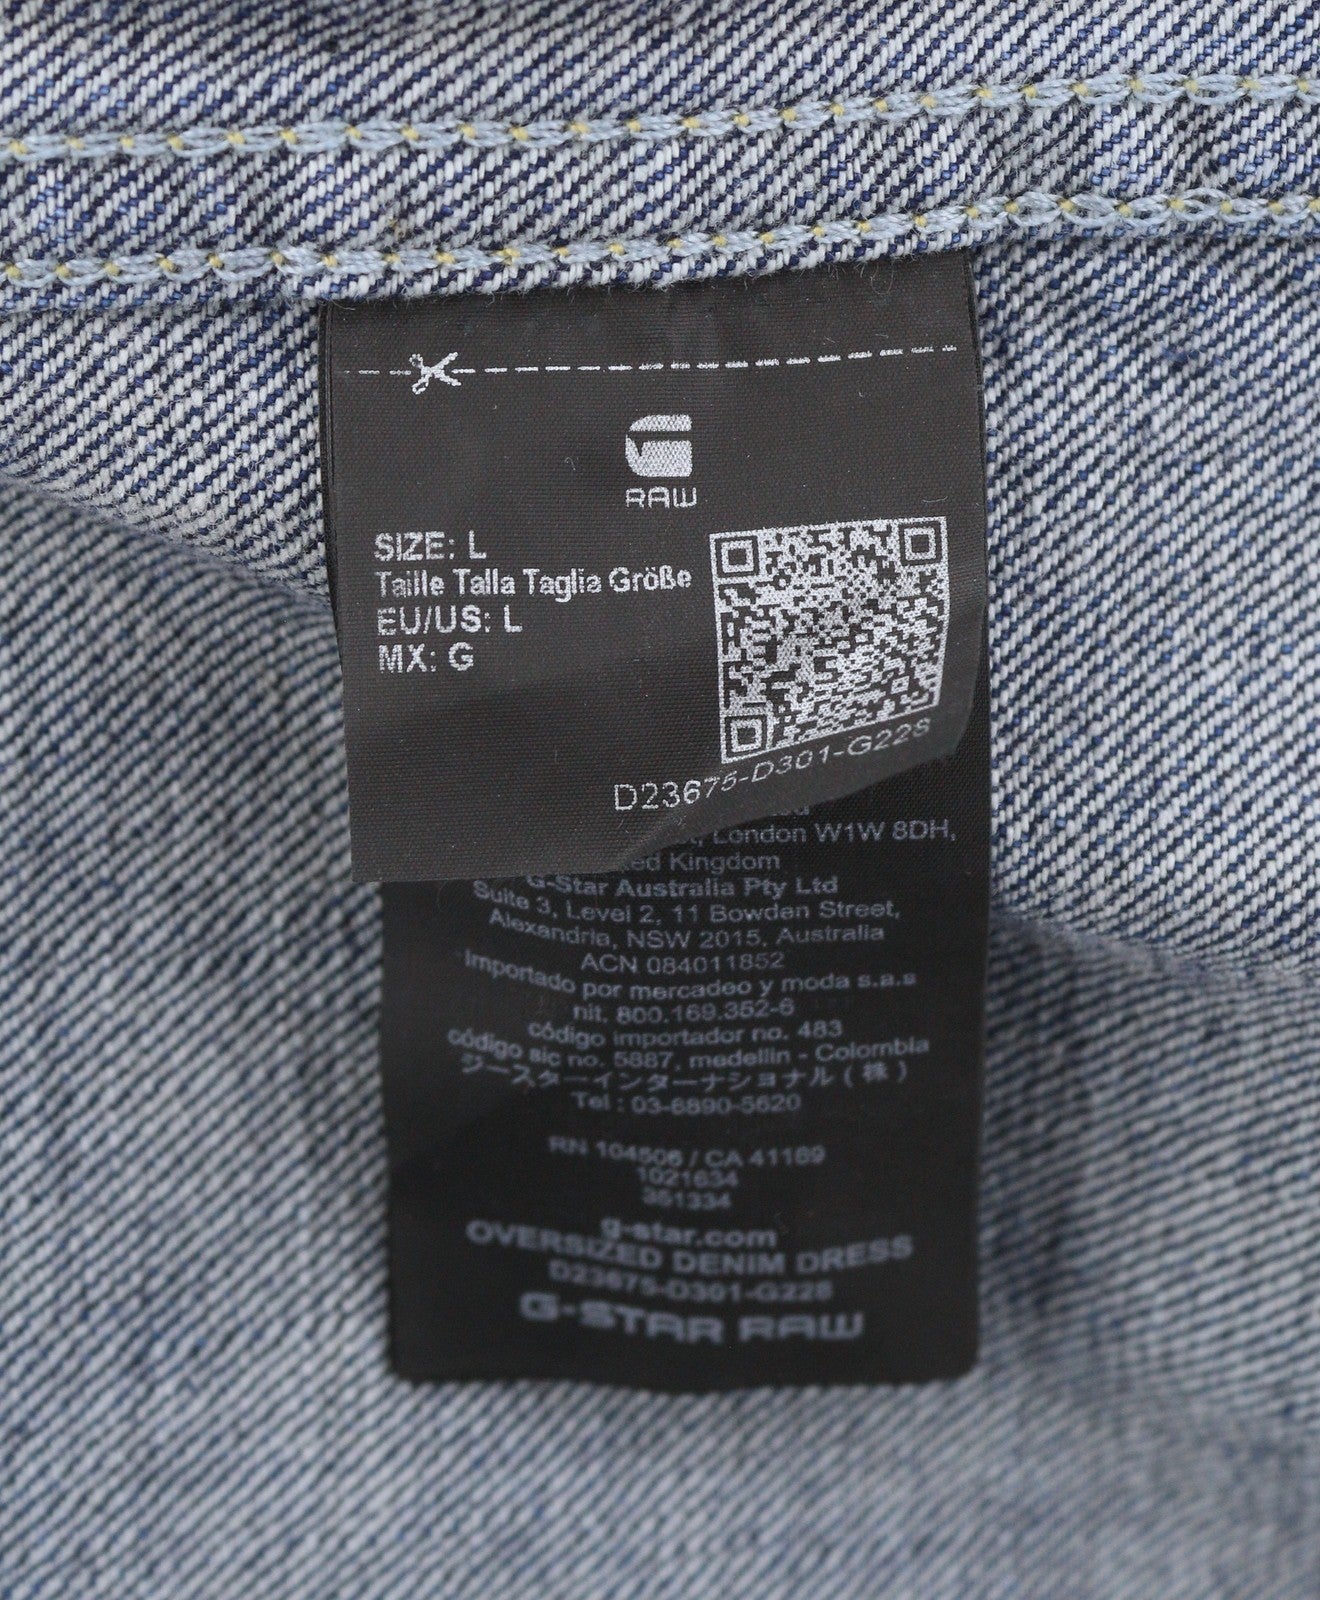 RAW
SIZE: L
Taille Talla Taglia Größe
EU/US: L
MX: G
D23675-D301-G228
London W1W 8DH,
Kingdom
G-Star Australia Pty Ltd
Suite 3, Level 2, 11 Bowden Street,
Alexandria, NSW 2015, Australia
ACN 084011852
Importado por mercadeo y moda s.a.s
nit. 800.169.352-6
código importador no. 483
código sic no. 5887, medellin - Colombia
ジースターインターナショナル(株)
Tel : 03-6890-5620
RN 104506 / CA 41169
1021634
351334
g-star.com
OVERSIZED DENIM DRESS
D23675-D301-G228
G-STAR RAW